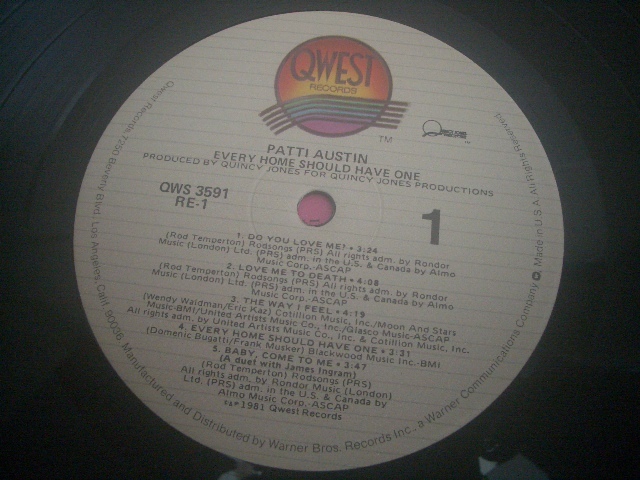 QWEST
RECORDS
TM
PATTI AUSTIN
EVERY HOME SHOULD HAVE ONE
PRODUCED BY QUINCY JONES FOR QUINCY JONES PRODUCTIONS
QWS 3591
RE-1
1
1. DO YOU LOVE ME? • 3:24
(Rod Temperton) Rodsongs (PRS) All rights adm. by Rondor
Music (London) Ltd. (PRS) adm. in the U.S. & Canada by Almo
Music Corp.-ASCAP
2. LOVE ME TO DEATH • 4:08
(Rod Temperton) Rodsongs (PRS) All rights adm. by Rondor
Music (London) Ltd. (PRS) adm. in the U.S. & Canada by Almo
Music Corp.-ASCAP
3. THE WAY I FEEL • 4:19
(Wendy Waldman/Eric Kaz) Cotillion Music, Inc./Moon And Stars
Music-BMI/United Artists Music Co., Inc./Glasco Music-ASCAP
All rights adm. by United Artists Music Co., Inc. & Cotillion Music, Inc.
4. EVERY HOME SHOULD HAVE ONE • 3:31
(Domenic Bugatti/Frank Musker) Blackwood Music Inc.-BMI
5. BABY, COME TO ME • 3:47
(A duet with James Ingram)
(Rod Temperton) Rodsongs (PRS)
All rights adm. by Rondor Music (London)
Ltd. (PRS) adm. in the U.S. & Canada by
Almo Music Corp.-ASCAP
1981 Qwest Records
Qwest Records 7250 Beverly Blvd. Los Angeles, Calif. 90036 Manufactured and Distributed by Warner Bros. Records Inc., a Warner Communications Company Made in U.S.A. All Rights Reserved.